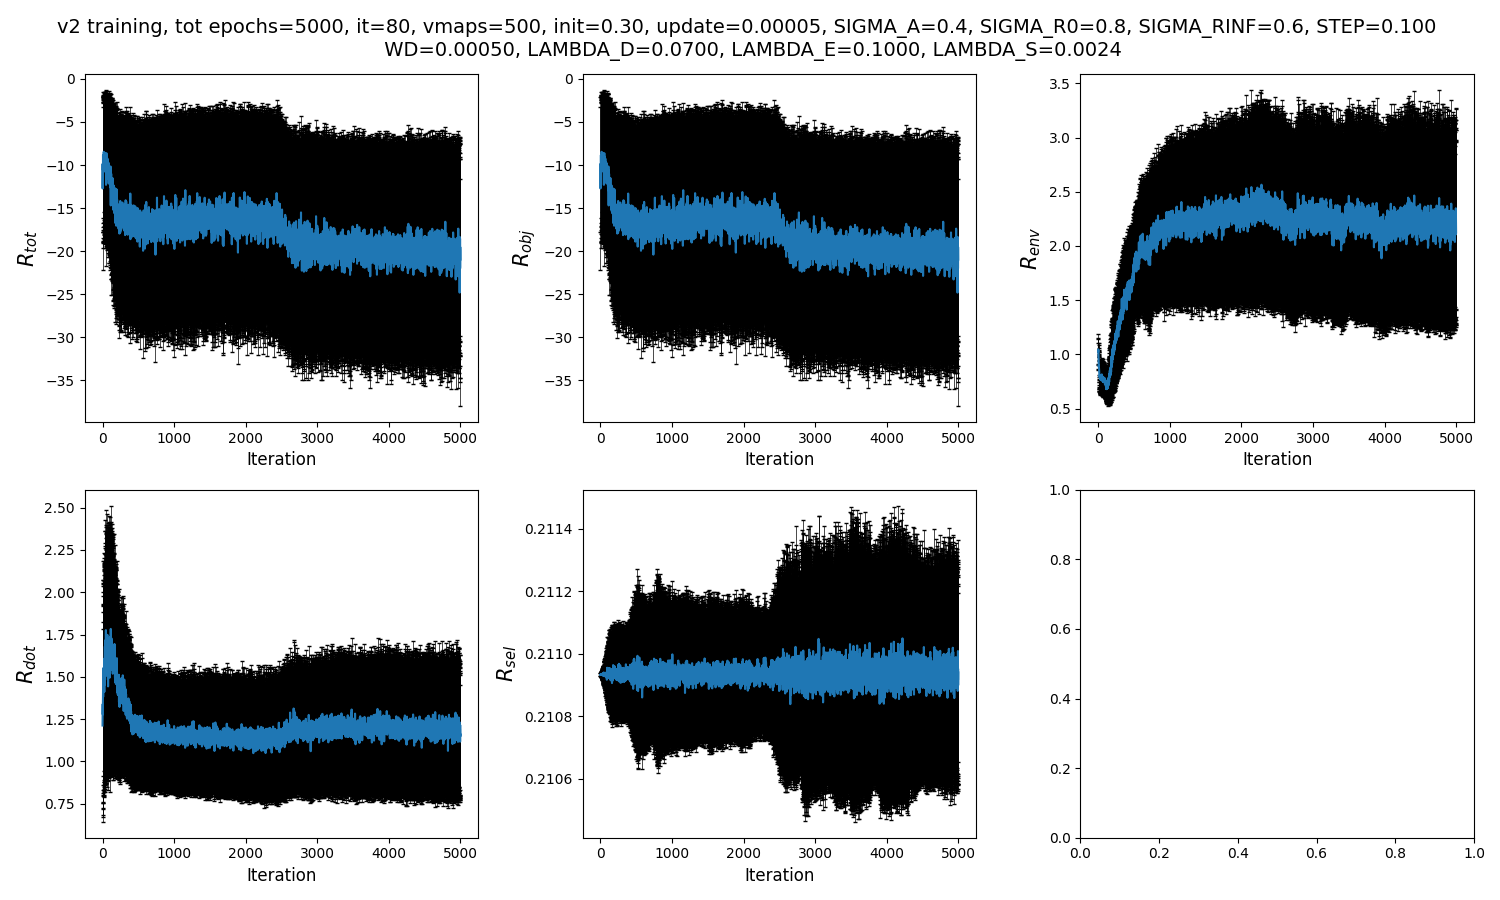 v2 training, tot epochs=5000, it=80, vmaps=500, init=0.30, update=0.00005, SIGMA_A=0.4, SIGMA_R0=0.8, SIGMA_RINF=0.6, STEP=0.100
WD=0.00050, LAMBDA_D=0.0700, LAMBDA_E=0.1000, LAMBDA_S=0.0024
R_tot
0
−5
−10
−15
−20
−25
−30
−35
0 1000 2000 3000 4000 5000
Iteration
R_obj
0
−5
−10
−15
−20
−25
−30
−35
0 1000 2000 3000 4000 5000
Iteration
R_env
3.5
3.0
2.5
2.0
1.5
1.0
0.5
0 1000 2000 3000 4000 5000
Iteration
R_dot
2.50
2.25
2.00
1.75
1.50
1.25
1.00
0.75
0 1000 2000 3000 4000 5000
Iteration
R_sel
0.2114
0.2112
0.2110
0.2108
0.2106
0 1000 2000 3000 4000 5000
Iteration
1.0
0.8
0.6
0.4
0.2
0.0
0.0 0.2 0.4 0.6 0.8 1.0